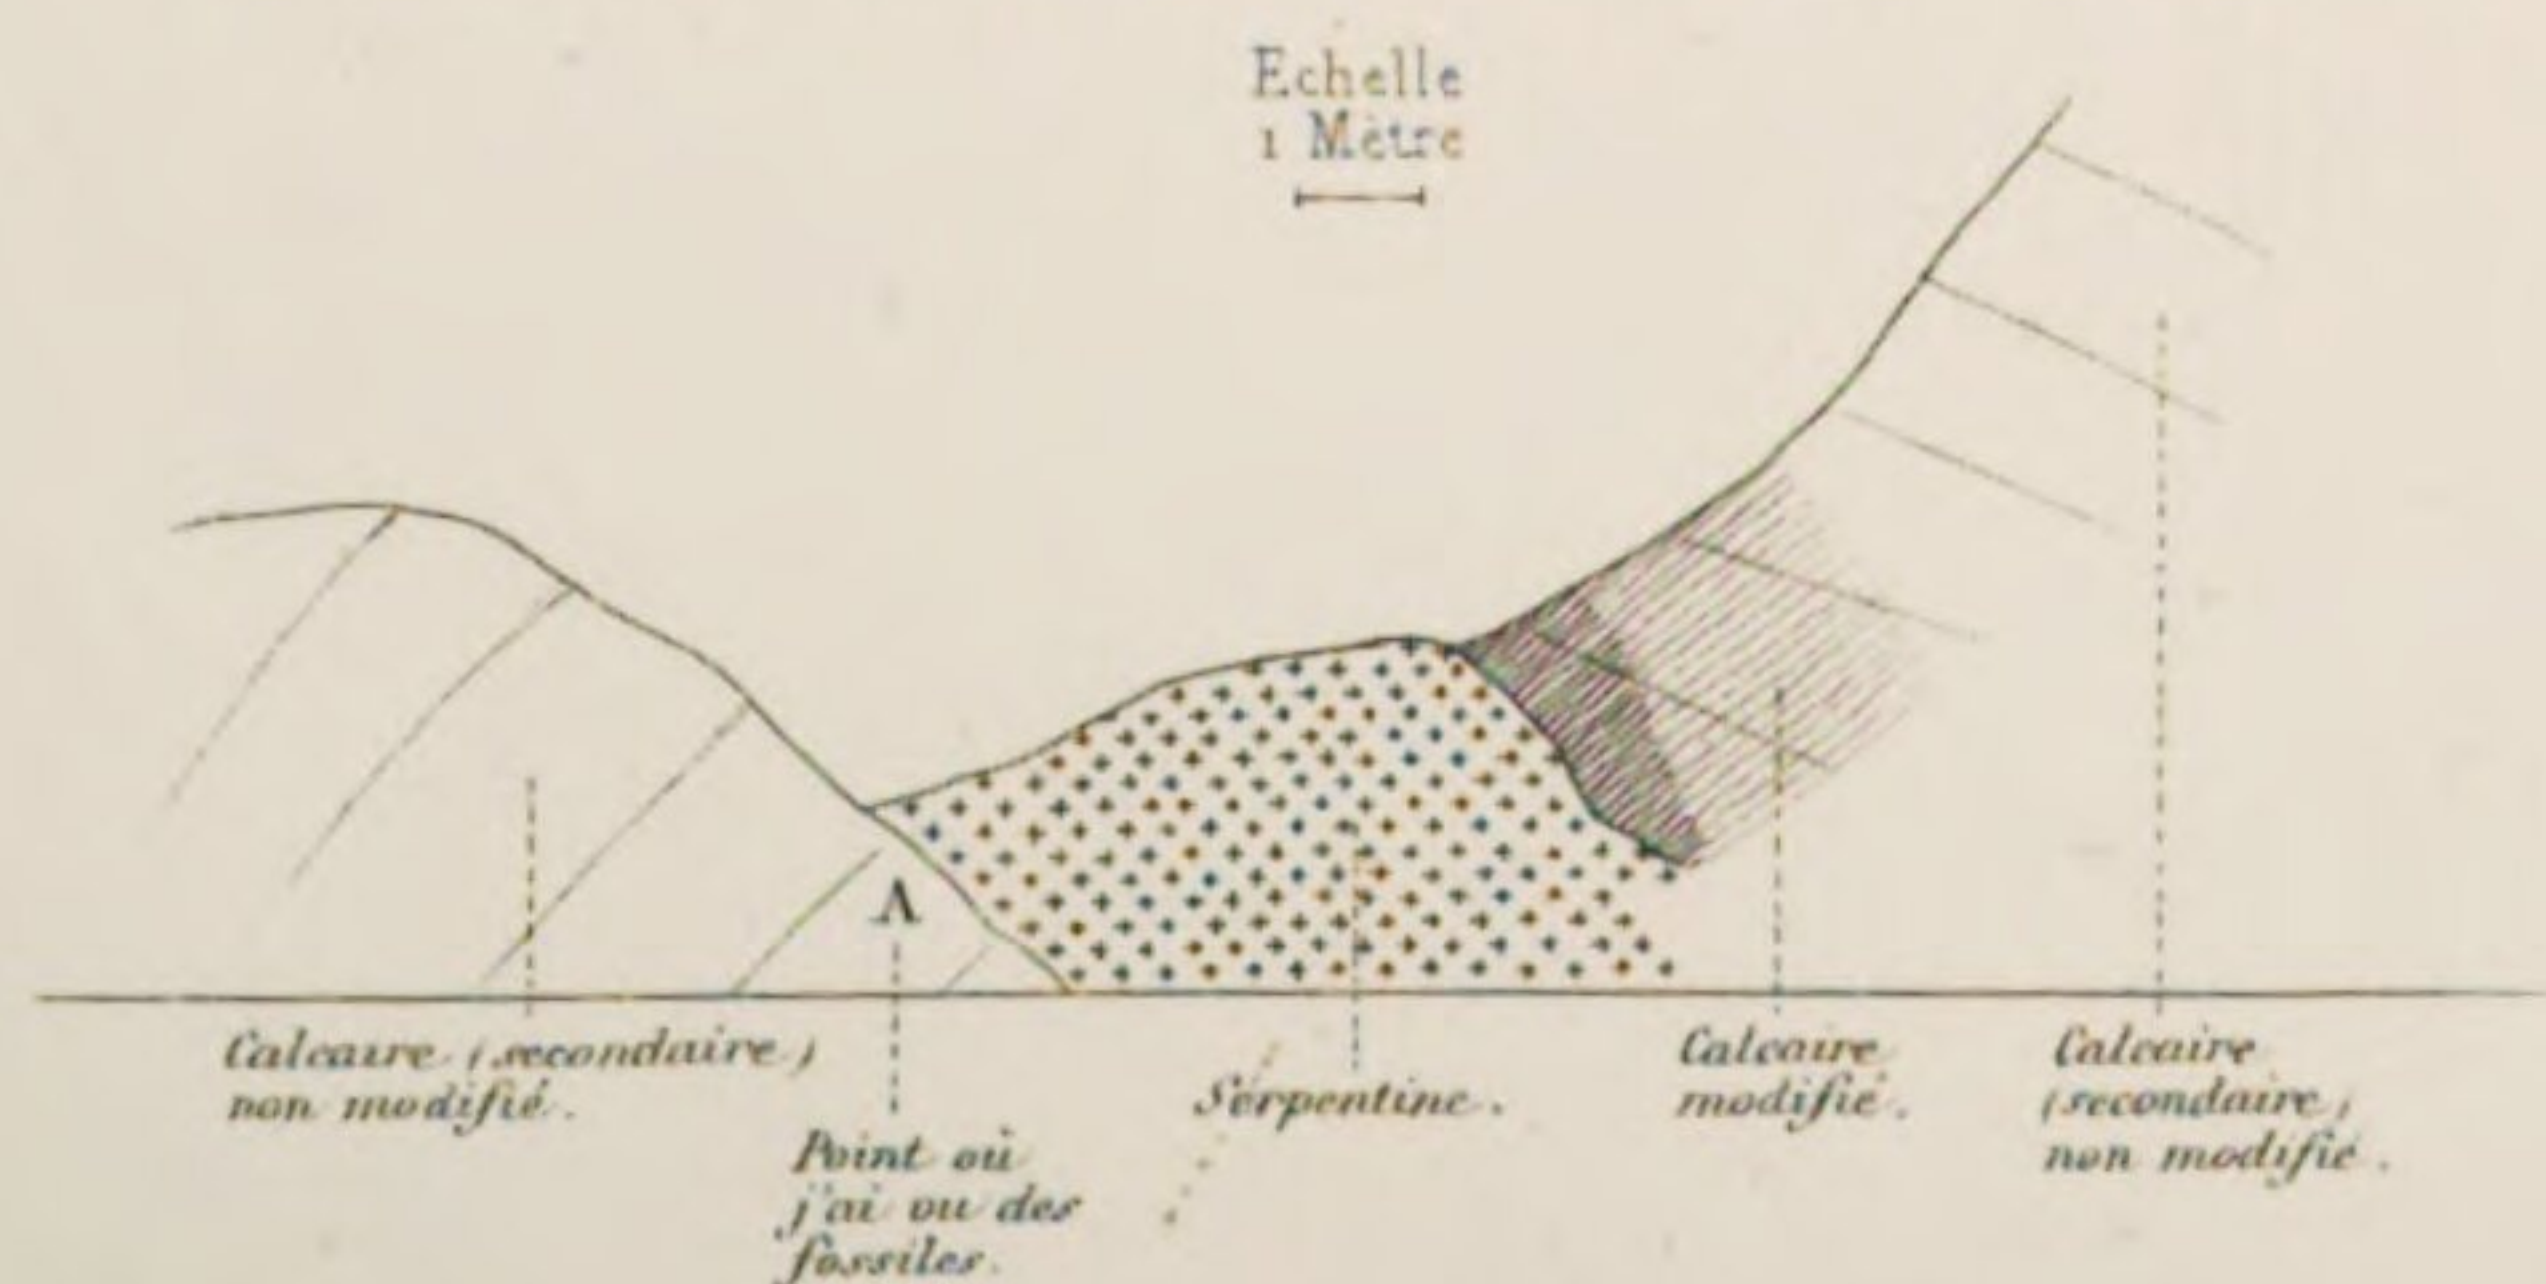 Echelle
1 Mètre
A
Calcaire (secondaire)
non modifié.
Point où
j'ai vu des
fossiles.
Serpentine.
Calcaire
modifié.
Calcaire
(secondaire)
non modifié.